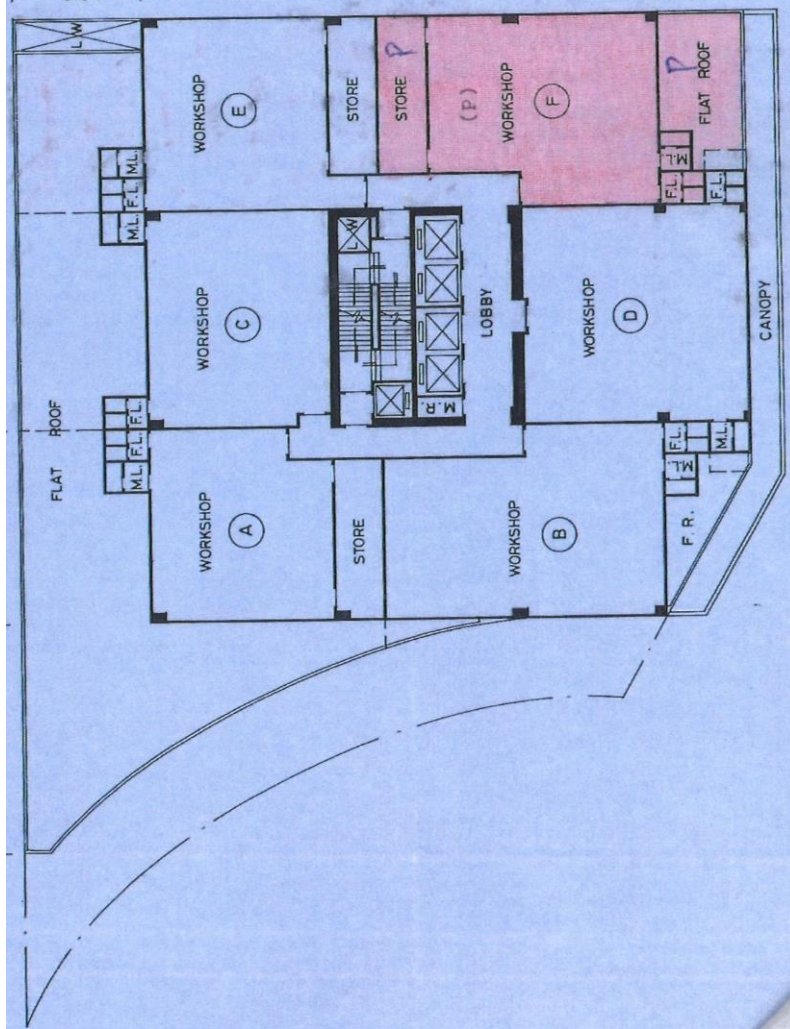 L.W
FLAT ROOF
M.L.
F.L.
F.L.
M.L.
F.L.
M.L.
WORKSHOP
A
WORKSHOP
C
WORKSHOP
E
STORE
STORE
STORE
P
L.W
M.R.
LOBBY
WORKSHOP
B
WORKSHOP
D
(P)
WORKSHOP
F
F.R.
M.L.
F.L.
M.L.
F.L.
M.L.
F.L.
P
FLAT ROOF
CANOPY